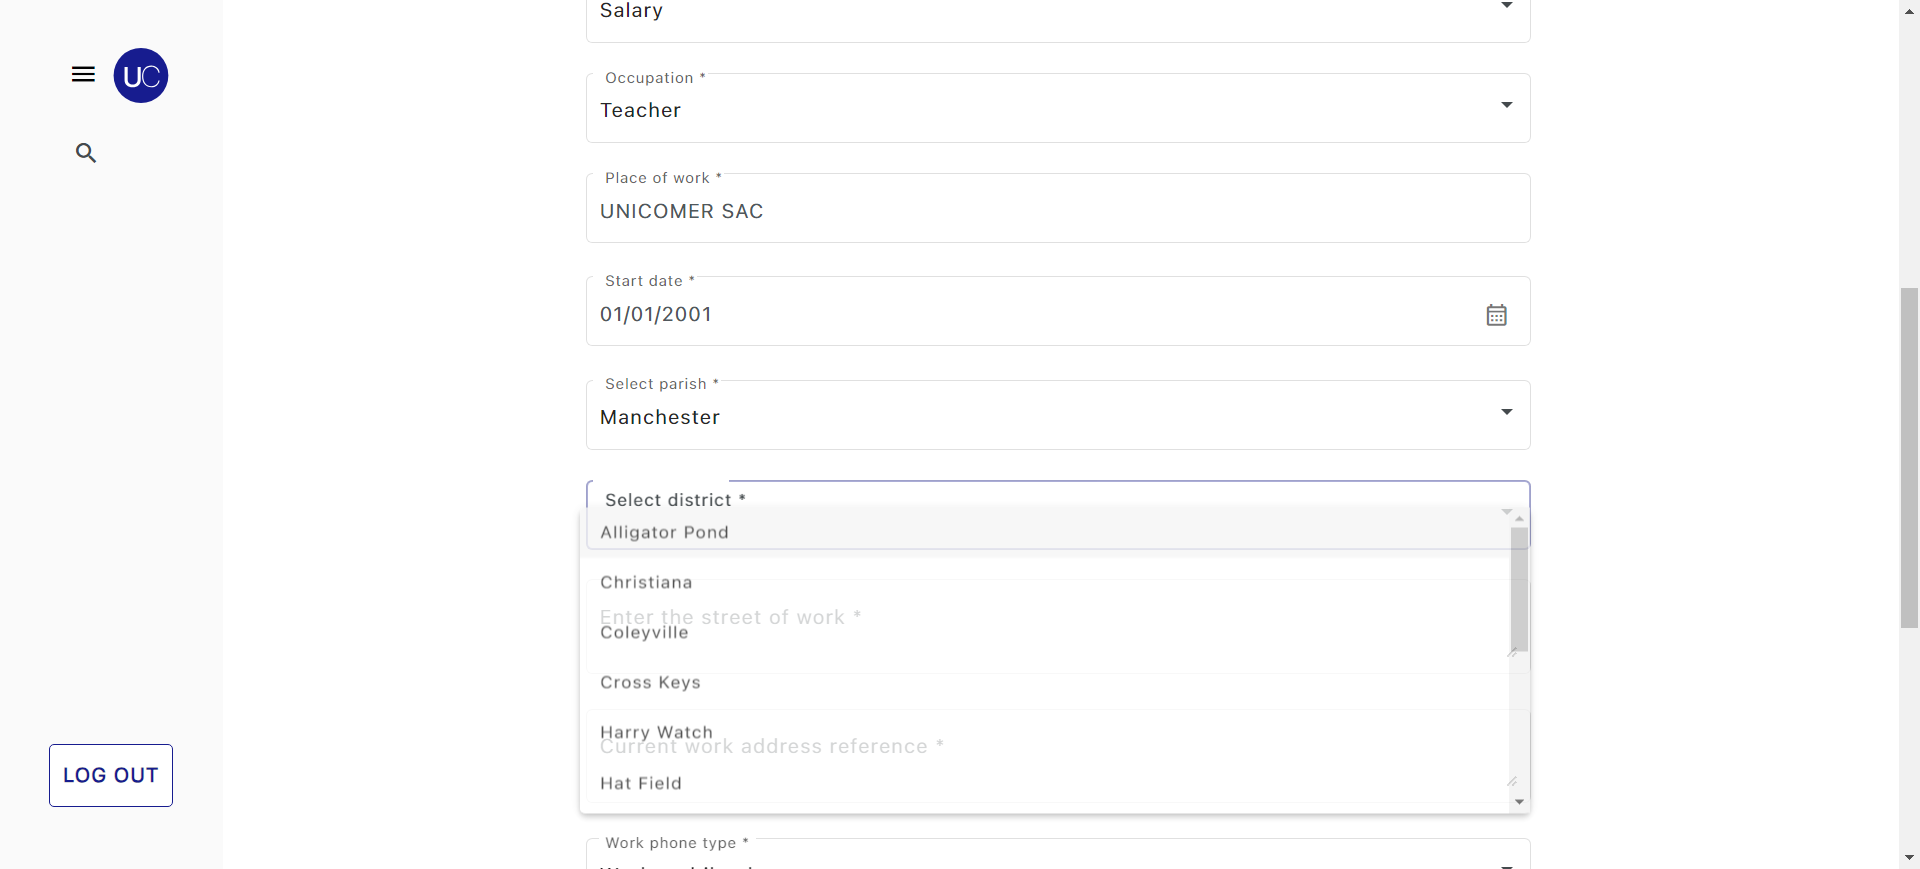 UC
LOG OUT
Salary
Occupation *
Teacher
Place of work *
UNICOMER SAC
Start date *
01/01/2001
Select parish *
Manchester
Select district *
Alligator Pond
Christiana
Enter the street of work *
Coleyville
Cross Keys
Harry Watch
Current work address reference *
Hat Field
Work phone type *